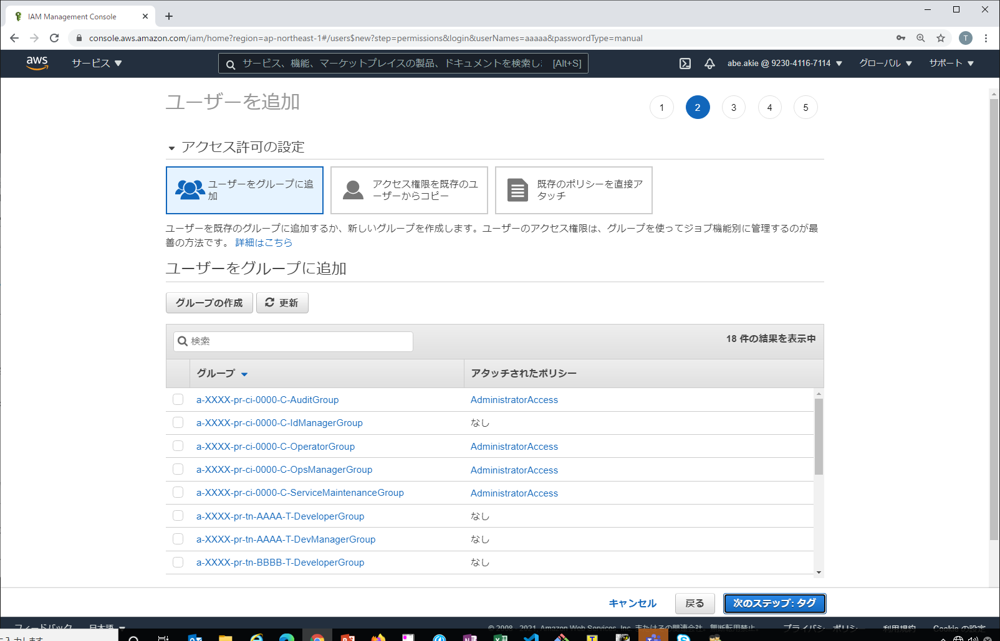 IAM Management Console
console.aws.amazon.com/iam/home?region=ap-northeast-1#/users$new?step=permissions&login&userNames=aaaaa&passwordType=manual
T
aws
サービス
サービス、機能、マーケットプレイスの製品、ドキュメントを検索し
[Alt+S]
abe.akie @ 9230-4116-7114
グローバル
サポート
ユーザーを追加
1
2
3
4
5
アクセス許可の設定
ユーザーをグループに追
加
アクセス権限を既存のユ
ーザーからコピー
既存のポリシーを直接ア
タッチ
ユーザーを既存のグループに追加するか、新しいグループを作成します。ユーザーのアクセス権限は、グループを使ってジョブ機能別に管理するのが最
善の方法です。 詳細はこちら
ユーザーをグループに追加
グループの作成
更新
検索
18 件の結果を表示中
グループ
アタッチされたポリシー
a-XXXX-pr-ci-0000-C-AuditGroup
AdministratorAccess
a-XXXX-pr-ci-0000-C-IdManagerGroup
なし
a-XXXX-pr-ci-0000-C-OperatorGroup
AdministratorAccess
a-XXXX-pr-ci-0000-C-OpsManagerGroup
AdministratorAccess
a-XXXX-pr-ci-0000-C-ServiceMaintenanceGroup
AdministratorAccess
a-XXXX-pr-tn-AAAA-T-DeveloperGroup
なし
a-XXXX-pr-tn-AAAA-T-DevManagerGroup
なし
a-XXXX-pr-tn-BBBB-T-DeveloperGroup
なし
キャンセル
戻る
次のステップ: タグ
フィードバック
日本語
© 2008 - 2021, Amazon Web Services, Inc. またはその関連会社。無断転用禁止。
プライバシーポリシー
利用規約
Cookie の設定